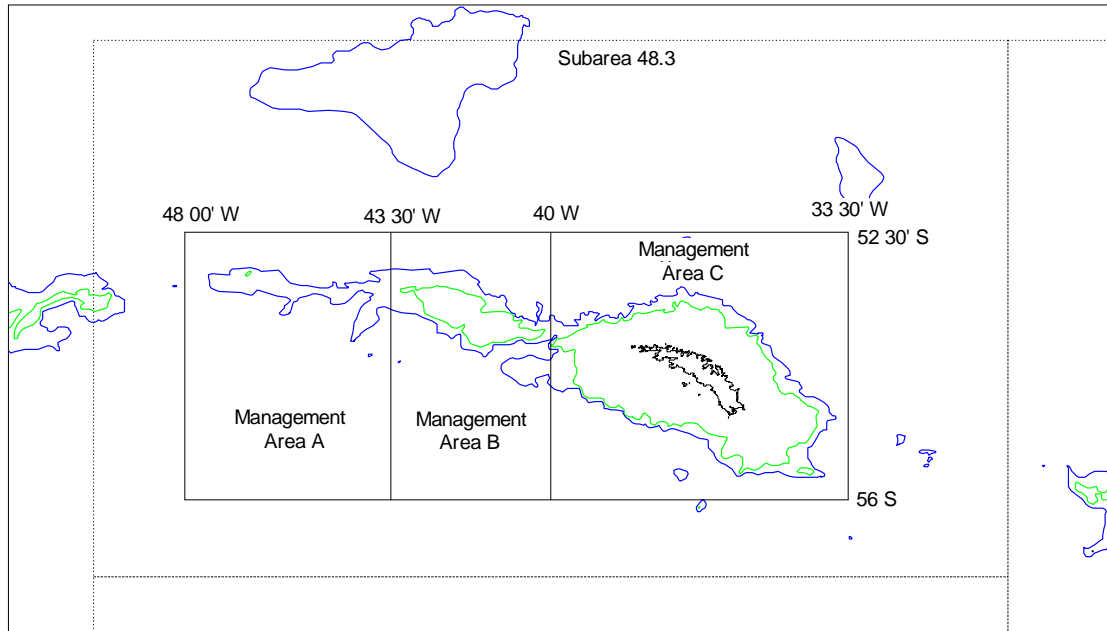 Subarea 48.3
48 00' W
43 30' W
40 W
33 30' W
52 30' S
Management
Area C
Management
Area A
Management
Area B
56 S